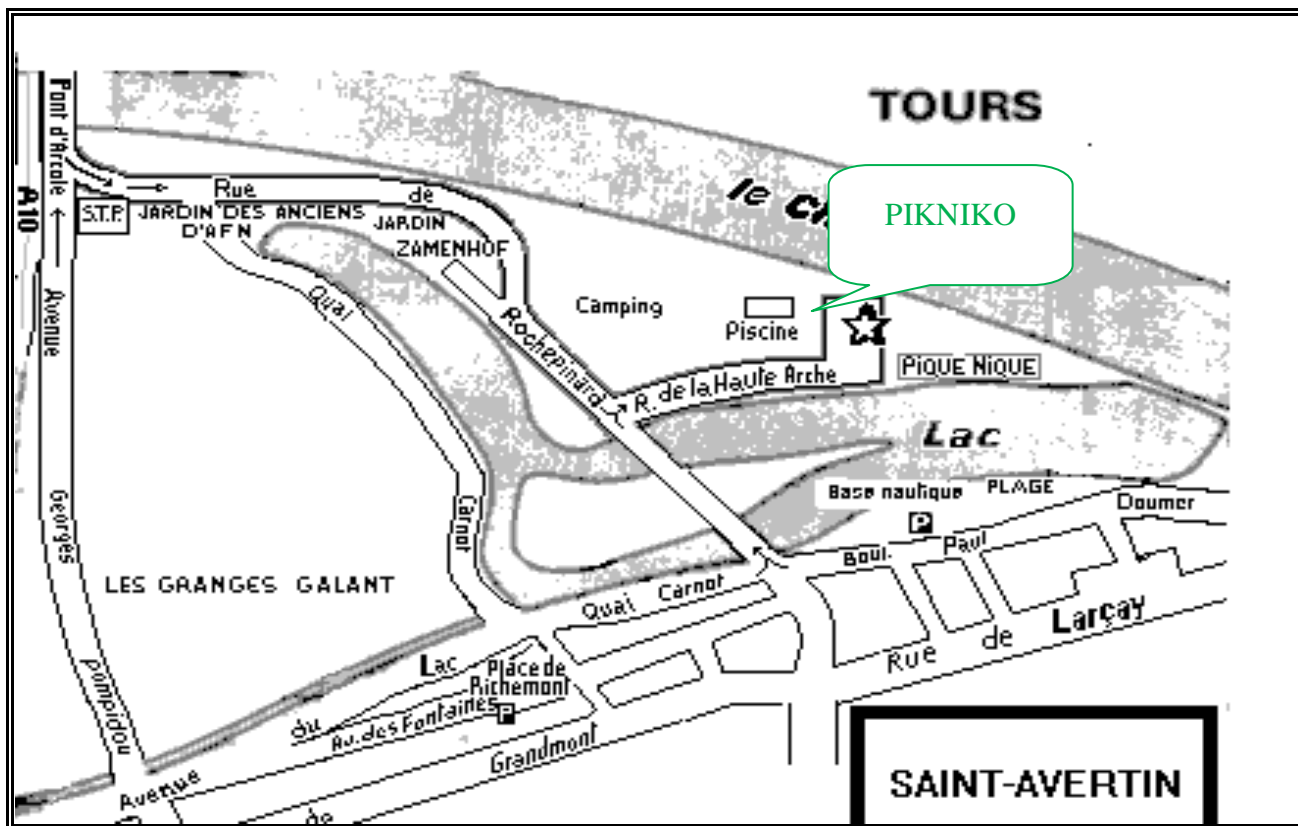 TOURS
Pont d'Arcole
A10
S.T.P.
Rue de
JARDIN DES ANCIENS
D'AFN
JARDIN
ZAMENHOF
le
PIKNIKO
Quai
Avenue
Camping
Piscine
Rochepinard
R. de la Haute Arche
PIQUE NIQUE
Lac
Base nautique
PLAGE
Doumer
P
Carnot
Georges
Boul. Paul
LES GRANGES GALANT
Quai Carnot
Rue de Larçay
Lac
Place de
Richemont
du
Av. des Fontaines
P
Pompidou
Grandmont
Avenue
de
SAINT-AVERTIN